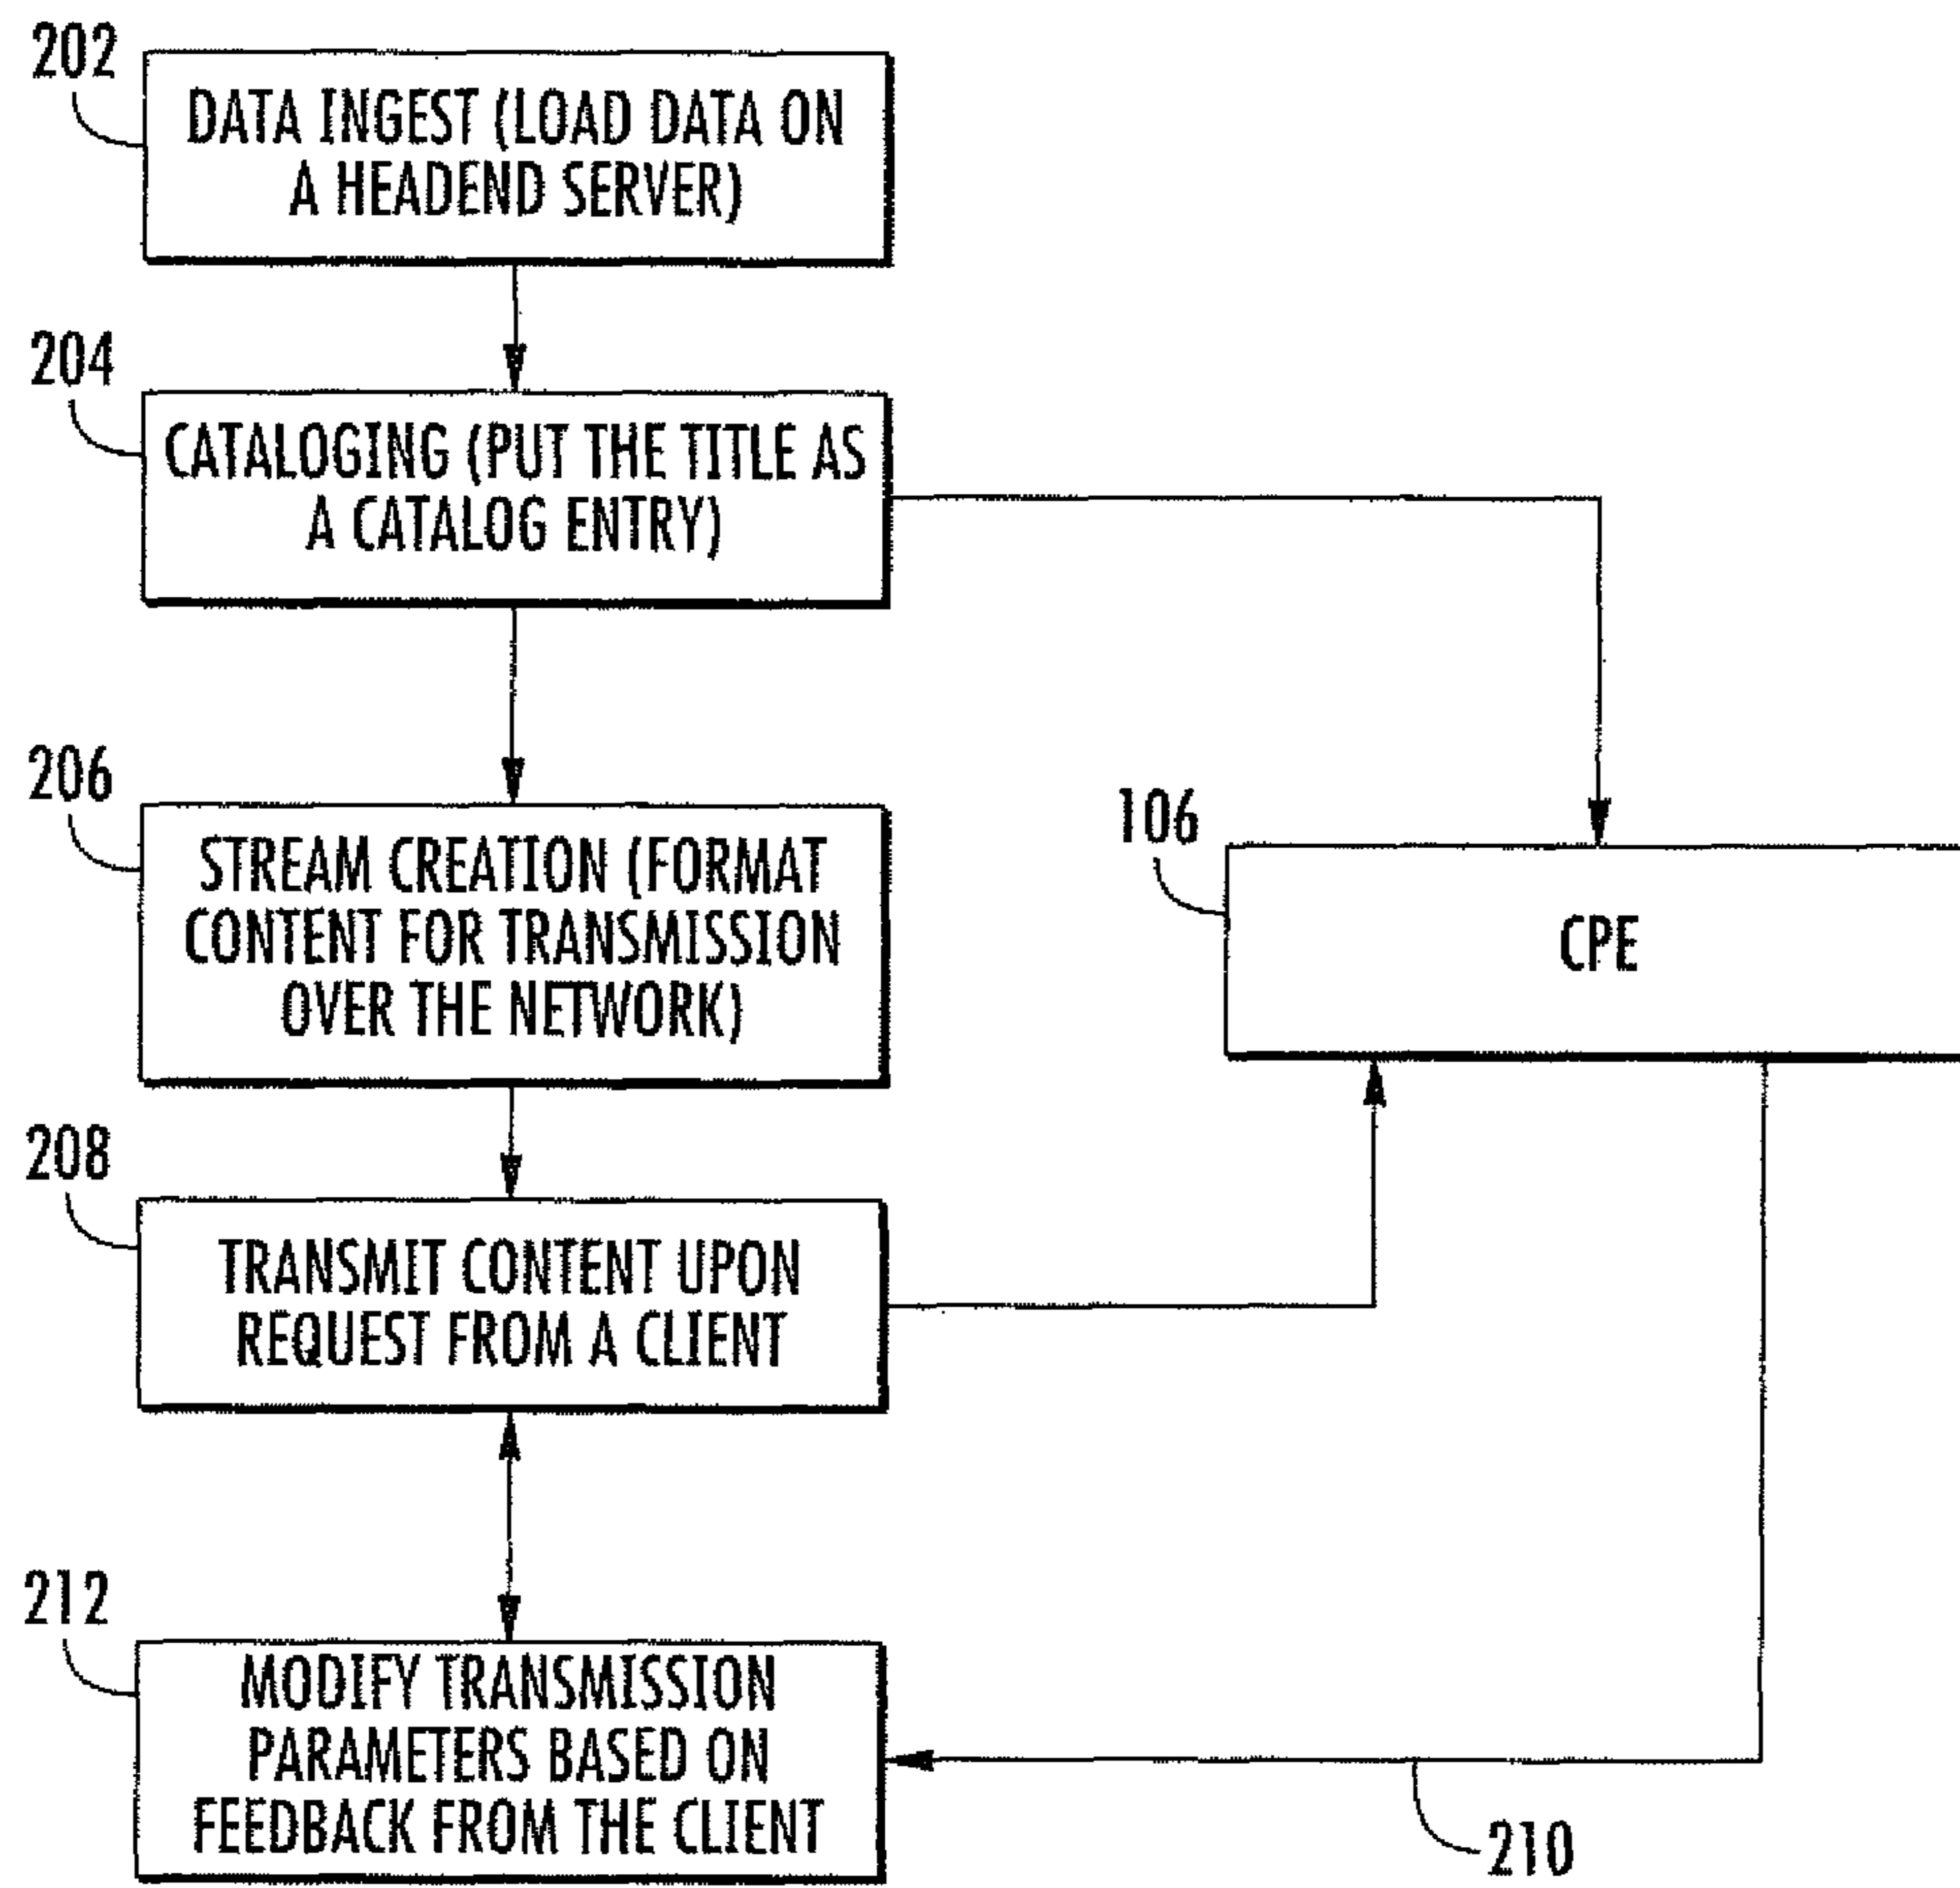 202
DATA INGEST (LOAD DATA ON
A HEADEND SERVER)
204
CATALOGING (PUT THE TITLE AS
A CATALOG ENTRY)
206
STREAM CREATION (FORMAT
CONTENT FOR TRANSMISSION
OVER THE NETWORK)
106
CPE
208
TRANSMIT CONTENT UPON
REQUEST FROM A CLIENT
212
MODIFY TRANSMISSION
PARAMETERS BASED ON
FEEDBACK FROM THE CLIENT
210